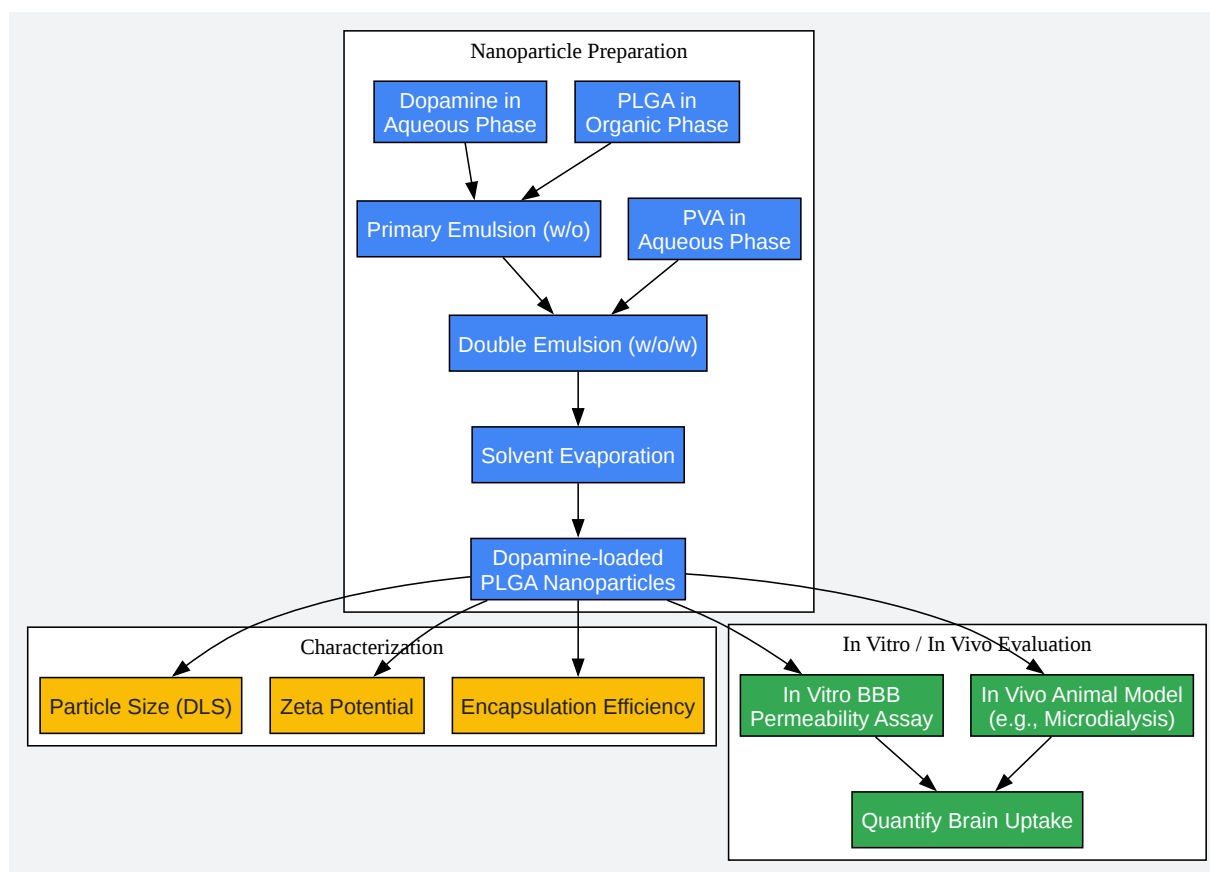 Nanoparticle Preparation
Dopamine in
Aqueous Phase
PLGA in
Organic Phase
Primary Emulsion (w/o)
PVA in
Aqueous Phase
Double Emulsion (w/o/w)
Solvent Evaporation
Dopamine-loaded
PLGA Nanoparticles
Characterization
Particle Size (DLS)
Zeta Potential
Encapsulation Efficiency
In Vitro / In Vivo Evaluation
In Vitro BBB
Permeability Assay
In Vivo Animal Model
(e.g., Microdialysis)
Quantify Brain Uptake